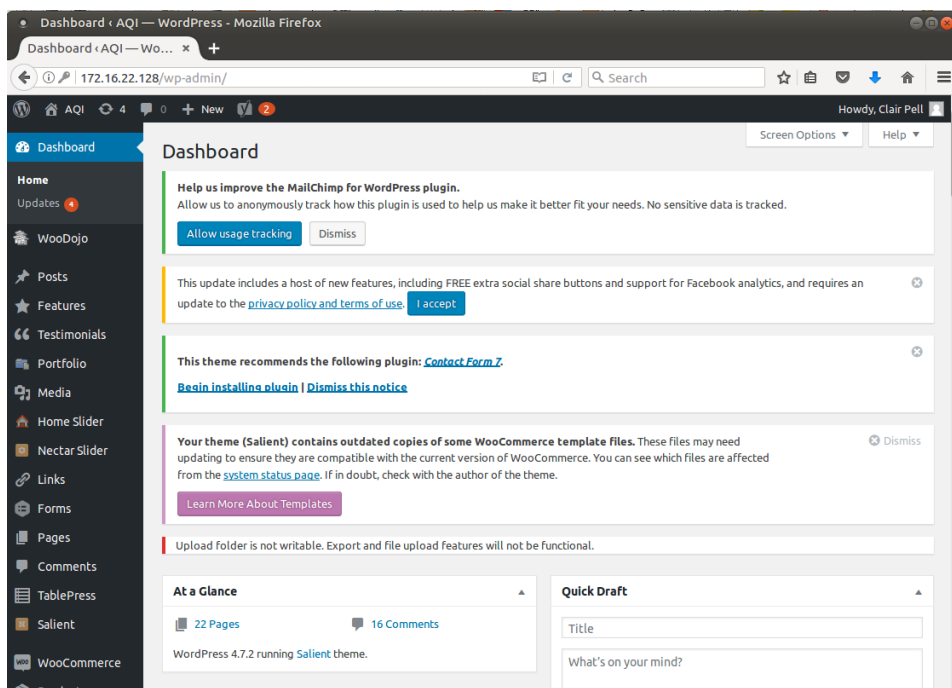 Dashboard ‹ AQI — WordPress - Mozilla Firefox
Dashboard ‹ AQI — Wo... × +
172.16.22.128/wp-admin/
Search
AQI 4 0 + New 2
Howdy, Clair Pell
Screen Options ▼ Help ▼
Dashboard
Home
Updates 4
WooDojo
Posts
Features
Testimonials
Portfolio
Media
Home Slider
Nectar Slider
Links
Forms
Pages
Comments
TablePress
Salient
WooCommerce
Dashboard
Help us improve the MailChimp for WordPress plugin.
Allow us to anonymously track how this plugin is used to help us make it better fit your needs. No sensitive data is tracked.
Allow usage tracking Dismiss
This update includes a host of new features, including FREE extra social share buttons and support for Facebook analytics, and requires an
update to the privacy policy and terms of use. I accept
This theme recommends the following plugin: Contact Form 7.
Begin installing plugin | Dismiss this notice
Your theme (Salient) contains outdated copies of some WooCommerce template files. These files may need
updating to ensure they are compatible with the current version of WooCommerce. You can see which files are affected
from the system status page. If in doubt, check with the author of the theme.
Dismiss
Learn More About Templates
Upload folder is not writable. Export and file upload features will not be functional.
At a Glance
22 Pages 16 Comments
WordPress 4.7.2 running Salient theme.
Quick Draft
Title
What's on your mind?